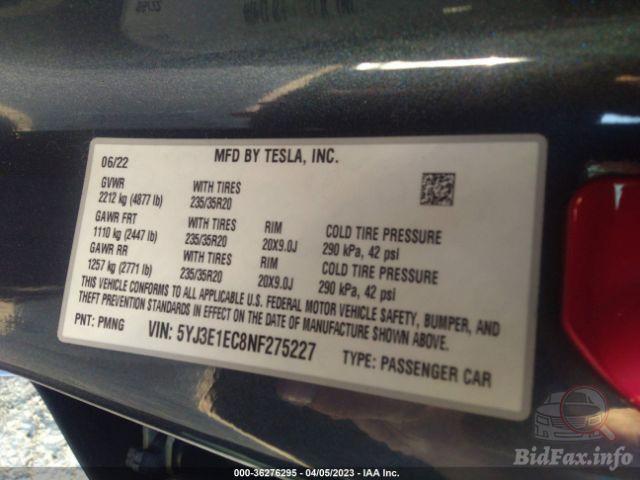 06/22 MFD BY TESLA, INC.
GVWR WITH TIRES
2212 kg (4877 lb) 235/35R20
GAWR FRT WITH TIRES RIM COLD TIRE PRESSURE
1110 kg (2447 lb) 235/35R20 20X9.0J 290 kPa, 42 psi
GAWR RR WITH TIRES RIM COLD TIRE PRESSURE
1257 kg (2771 lb) 235/35R20 20X9.0J 290 kPa, 42 psi
THIS VEHICLE CONFORMS TO ALL APPLICABLE U.S. FEDERAL MOTOR VEHICLE SAFETY, BUMPER, AND
THEFT PREVENTION STANDARDS IN EFFECT ON THE DATE OF MANUFACTURE SHOWN ABOVE.
PNT: PMNG VIN: 5YJ3E1EC8NF275227 TYPE: PASSENGER CAR
BidFax.info
000-36276295 - 04/05/2023 - IAA Inc.